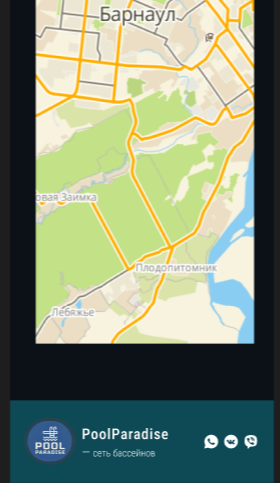 Барнаул
овая Заимка
Плодопитомник
Лебяжье
POOL
PARADISE
PoolParadise
— сеть бассейнов